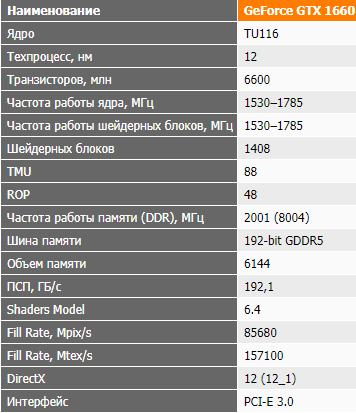 Наименование GeForce GTX 1660
Ядро TU116
Техпроцесс, нм 12
Транзисторов, млн 6600
Частота работы ядра, МГц 1530–1785
Частота работы шейдерных блоков, МГц 1530–1785
Шейдерных блоков 1408
TMU 88
ROP 48
Частота работы памяти (DDR), МГц 2001 (8004)
Шина памяти 192-bit GDDR5
Объем памяти 6144
ПСП, ГБ/с 192,1
Shaders Model 6.4
Fill Rate, Mpix/s 85680
Fill Rate, Mtex/s 157100
DirectX 12 (12_1)
Интерфейс PCI-E 3.0